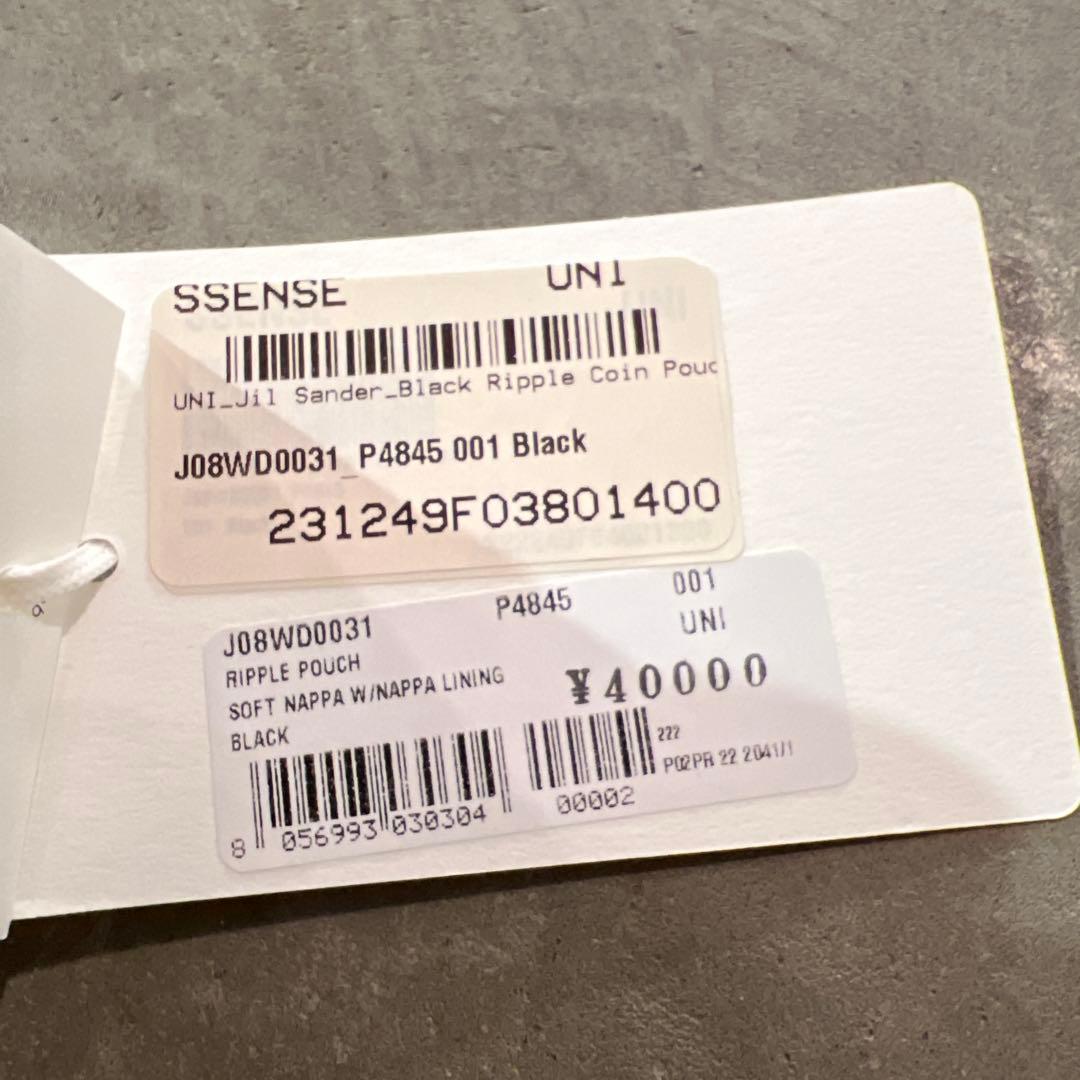 SSENSE UNI
UNI_Jil Sander_Black Ripple Coin Pouc
J08WD0031_P4845 001 Black
231249F03801400
J08WD0031 P4845 001
RIPPLE POUCH UNI
SOFT NAPPA W/NAPPA LINING ¥40000
BLACK
222
P02PR 22 2041/1
8 056993 030304 00002
a